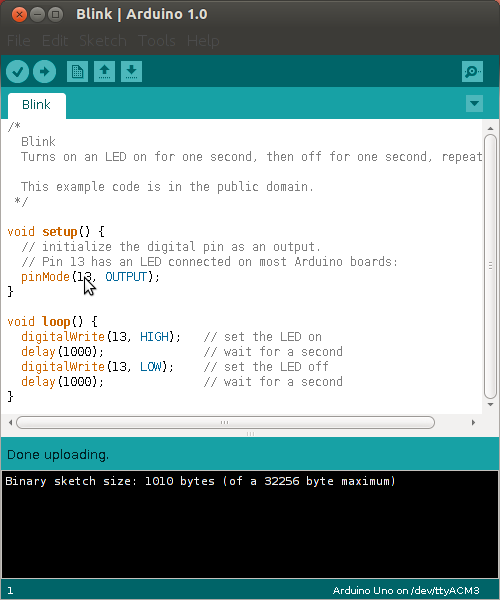 Blink | Arduino 1.0
File Edit Sketch Tools Help
Blink
/*
  Blink
  Turns on an LED on for one second, then off for one second, repeat

  This example code is in the public domain.
 */

void setup() {
  // initialize the digital pin as an output.
  // Pin 13 has an LED connected on most Arduino boards:
  pinMode(13, OUTPUT);
}

void loop() {
  digitalWrite(13, HIGH);   // set the LED on
  delay(1000);              // wait for a second
  digitalWrite(13, LOW);    // set the LED off
  delay(1000);              // wait for a second
}
Done uploading.
Binary sketch size: 1010 bytes (of a 32256 byte maximum)
1 Arduino Uno on /dev/ttyACM3